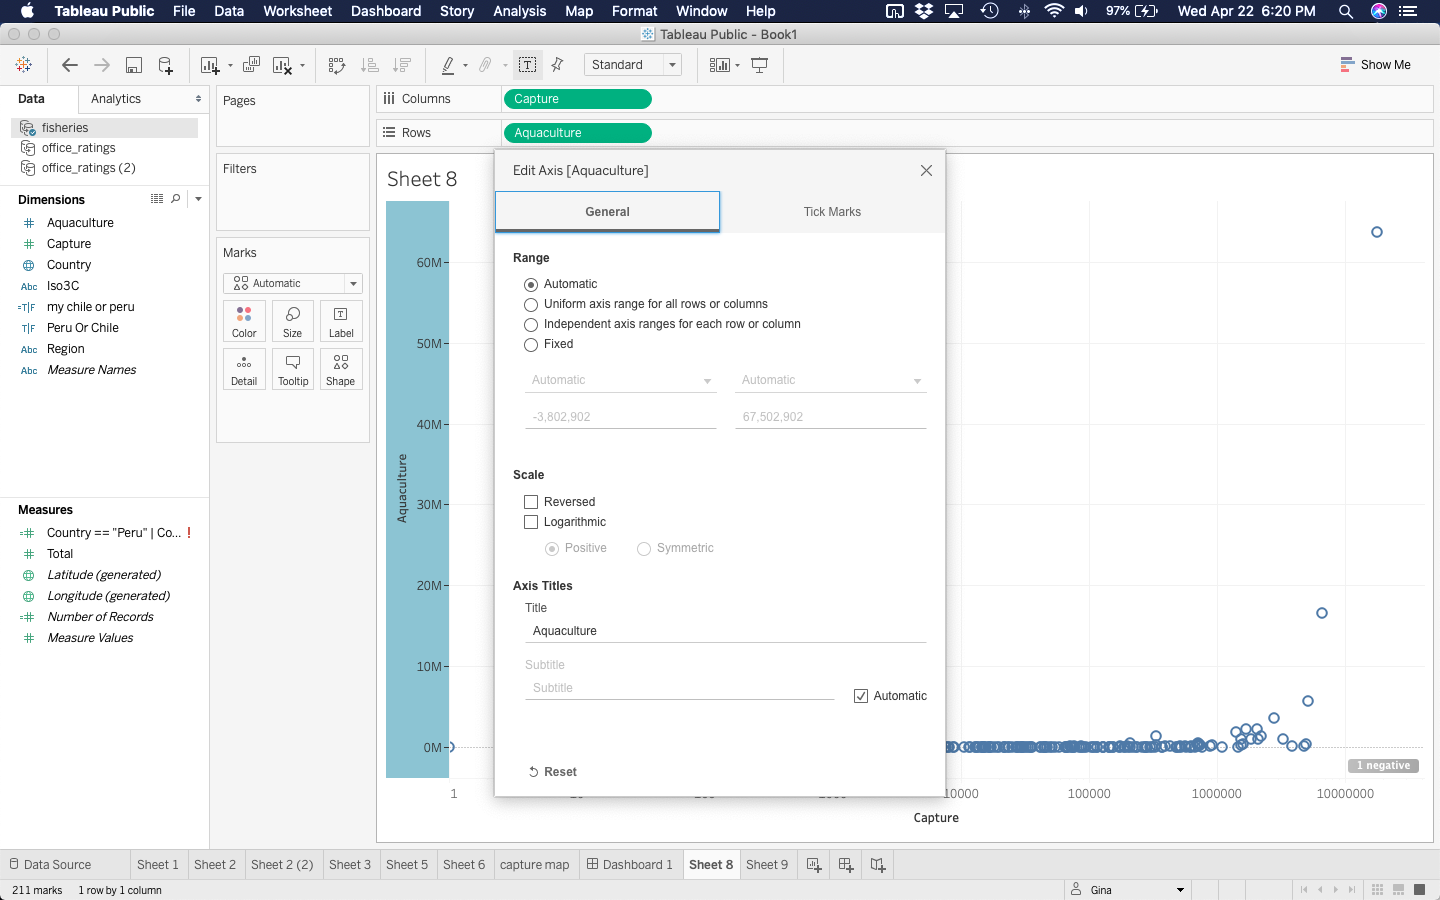 Tableau Public File Data Worksheet Dashboard Story Analysis Map Format Window Help 97% Wed Apr 22 6:20 PM
Tableau Public - Book1
Standard Show Me
Data Analytics
fisheries
office_ratings
office_ratings (2)
Dimensions
Aquaculture
Capture
Country
Abc Iso3C
=T|F my chile or peru
T|F Peru Or Chile
Abc Region
Abc Measure Names
Measures
Country == "Peru" | Co... !
Total
Latitude (generated)
Longitude (generated)
Number of Records
Measure Values
Pages
Filters
Marks
Automatic
Color Size Label
Detail Tooltip Shape
Columns Capture
Rows Aquaculture
Sheet 8
Aquaculture
60M
50M
40M
30M
20M
10M
0M
Edit Axis [Aquaculture]
General Tick Marks
Range
Automatic
Uniform axis range for all rows or columns
Independent axis ranges for each row or column
Fixed
Automatic Automatic
-3,802,902 67,502,902
Scale
Reversed
Logarithmic
Positive Symmetric
Axis Titles
Title
Aquaculture
Subtitle
Subtitle Automatic
Reset
1 negative
1 10000 100000 1000000 10000000
Capture
Data Source Sheet 1 Sheet 2 Sheet 2 (2) Sheet 3 Sheet 5 Sheet 6 capture map Dashboard 1 Sheet 8 Sheet 9
211 marks 1 row by 1 column Gina